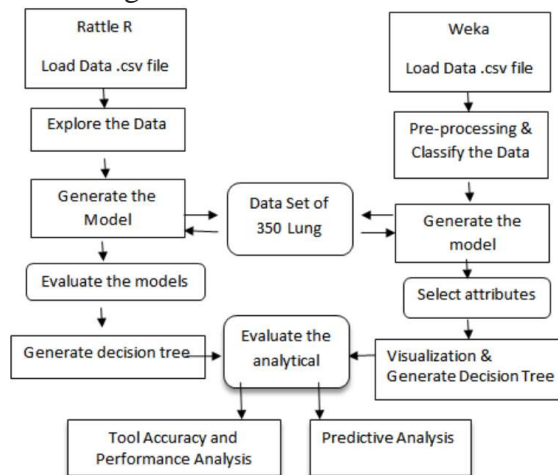 Rattle R
Load Data .csv file
Explore the Data
Generate the
Model
Evaluate the models
Generate decision tree
Data Set of
350 Lung
Evaluate the
analytical
Weka
Load Data .csv file
Pre-processing &
Classify the Data
Generate the
model
Select attributes
Visualization &
Generate Decision Tree
Tool Accuracy and
Performance Analysis
Predictive Analysis